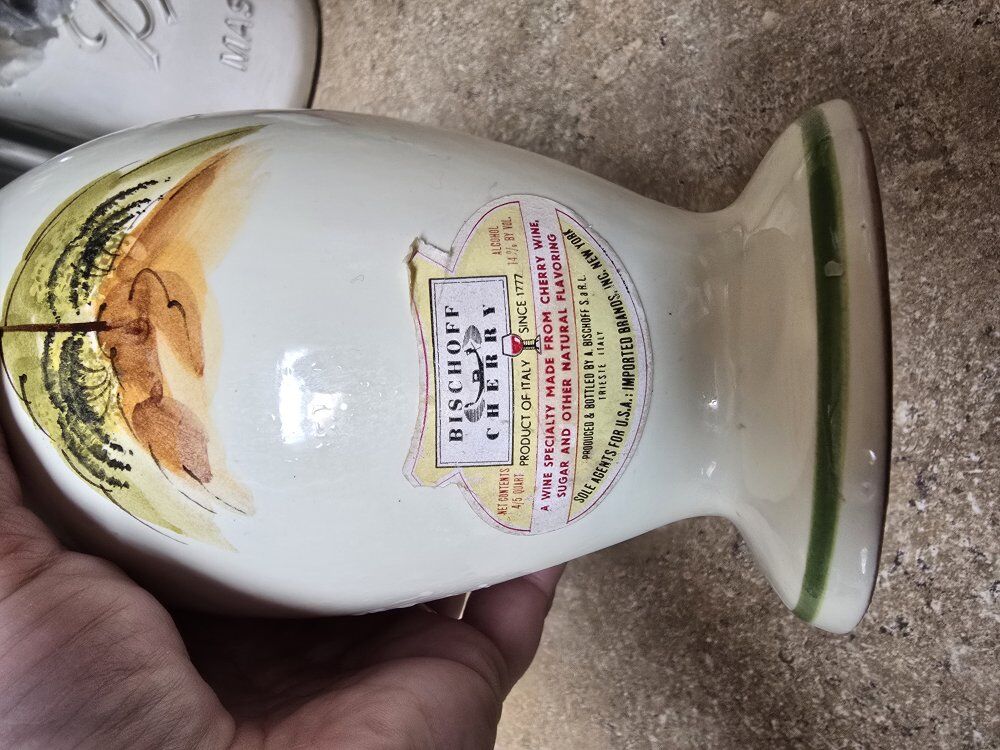 BISCHOFF
CHERRY
NET CONTENTS
4/5 QUART
PRODUCT OF ITALY
SINCE 1777
ALCOHOL
14% BY VOL.
A WINE SPECIALTY MADE FROM CHERRY WINE,
SUGAR AND OTHER NATURAL FLAVORING
PRODUCED & BOTTLED BY A. BISCHOFF S.a R.L.
TRIESTE ITALY
SOLE AGENTS FOR U.S.A.: IMPORTED BRANDS, INC. NEW YORK
MAS